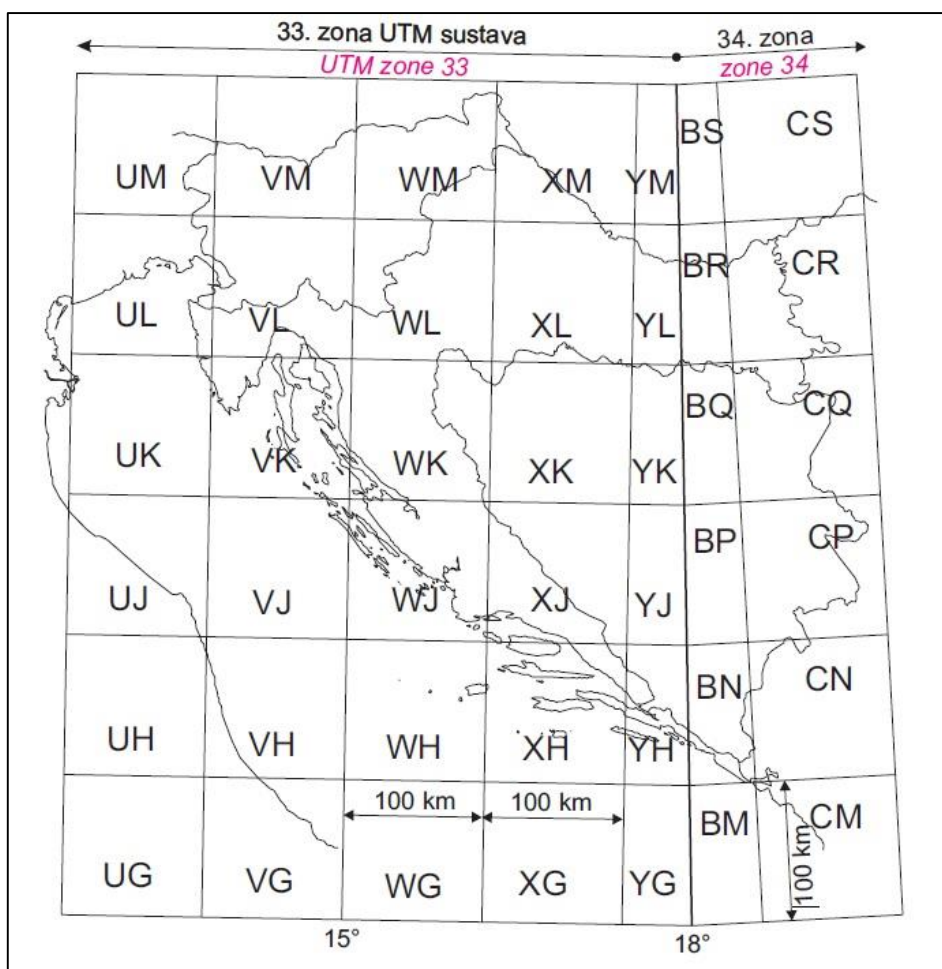 33. zona UTM sustava
34. zona
UTM zone 33
zone 34
BS CS
UM VM WM XM YM
BR CR
UL VL WL XL YL
BQ CQ
UK VK WK XK YK
BP CP
UJ VJ WJ XJ YJ
BN CN
UH VH WH XH YH
100 km 100 km
BM CM
100 km
UG VG WG XG YG
15° 18°